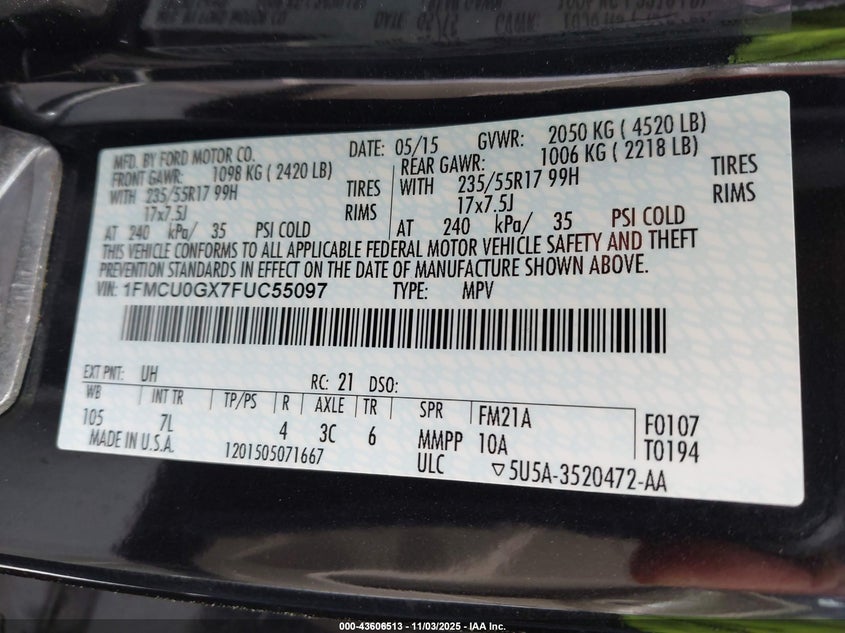 MFD. BY FORD MOTOR CO. DATE: 05/15 GVWR: 2050 KG ( 4520 LB)
FRONT GAWR: 1098 KG ( 2420 LB) REAR GAWR: 1006 KG ( 2218 LB)
WITH 235/55R17 99H TIRES WITH 235/55R17 99H TIRES
17x7.5J RIMS 17x7.5J RIMS
AT 240 kPa/ 35 PSI COLD AT 240 kPa/ 35 PSI COLD
THIS VEHICLE CONFORMS TO ALL APPLICABLE FEDERAL MOTOR VEHICLE SAFETY AND THEFT
PREVENTION STANDARDS IN EFFECT ON THE DATE OF MANUFACTURE SHOWN ABOVE.
VIN: 1FMCU0GX7FUC55097 TYPE: MPV
EXT PNT: UH RC: 21 DSO:
WB INT TR TP/PS R AXLE TR SPR FM21A F0107
105 7L 4 3C 6 MMPP 10A T0194
MADE IN U.S.A. 1201505071667 ULC ▽5U5A-3520472-AA
000-43606513 - 11/03/2025 - IAA Inc.